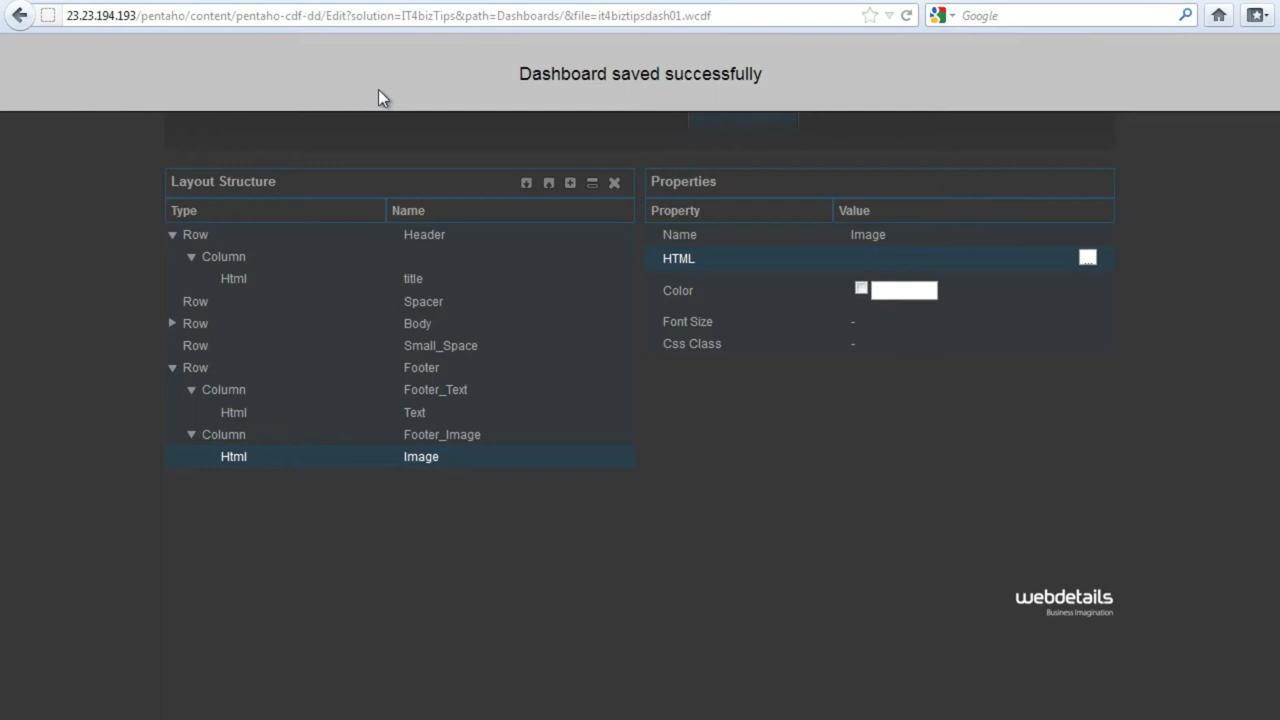 23.23.194.193/pentaho/content/pentaho-cdf-dd/Edit?solution=IT4bizTips&path=Dashboards/&file=it4biztipsdash01.wcdf
Google
Dashboard saved successfully
Layout Structure
Type Name
Row Header
Column
Html title
Row Spacer
Row Body
Row Small_Space
Row Footer
Column Footer_Text
Html Text
Column Footer_Image
Html Image
Properties
Property Value
Name Image
HTML ...
Color
Font Size -
Css Class -
webdetails
Business Imagination